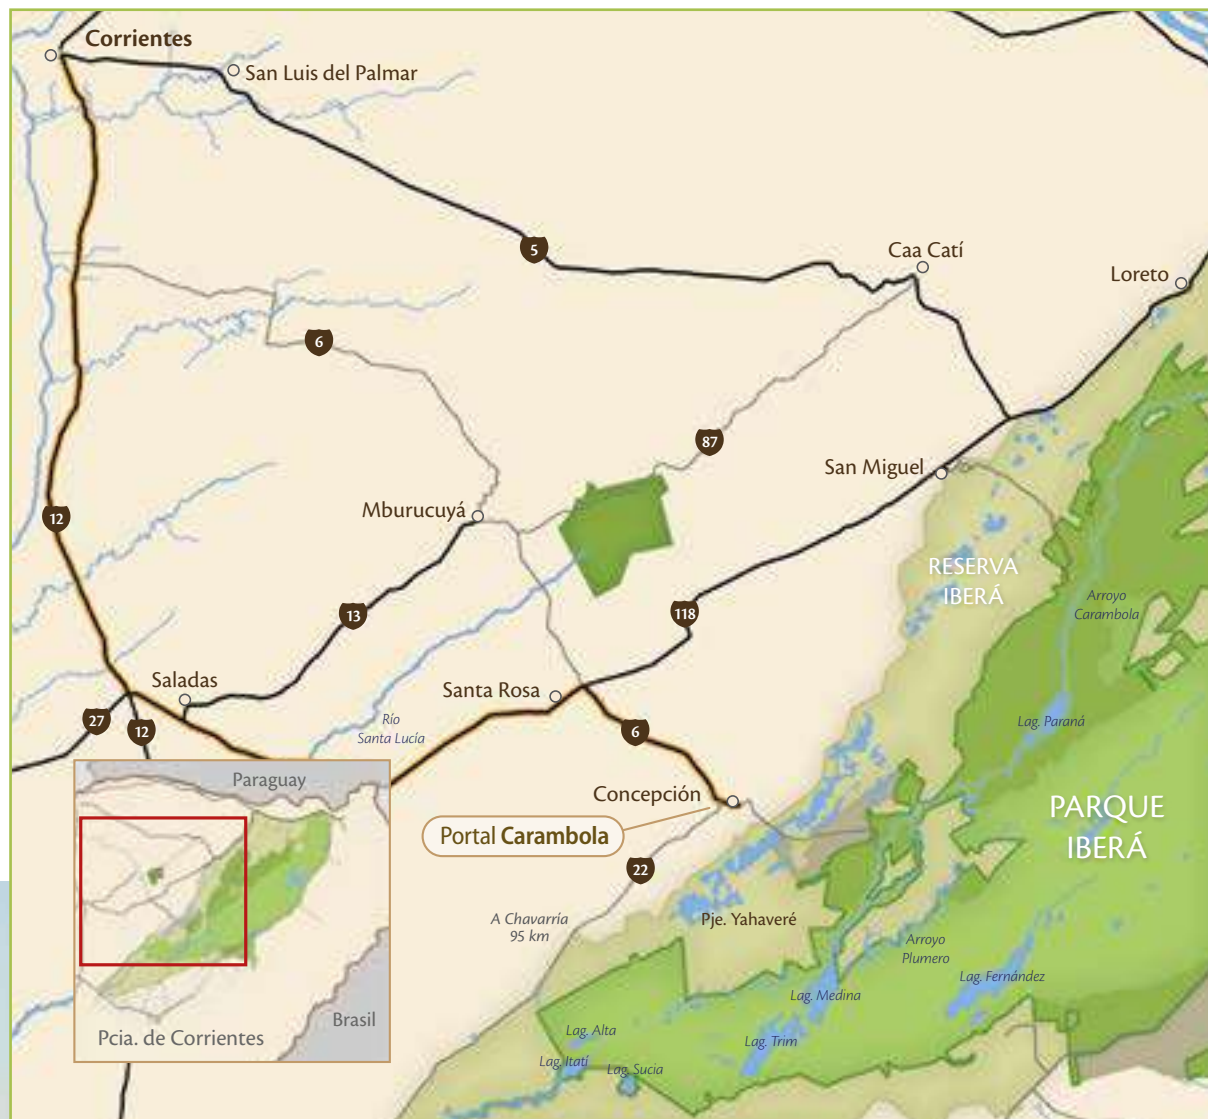 Corrientes
San Luis del Palmar
5
Caa Catí
Loreto
6
87
San Miguel
Mburucuyá
12
RESERVA
IBERÁ
Arroyo
Carambola
13
118
Saladas
Santa Rosa
27
12
Río
Santa Lucía
6
Lag. Paraná
Paraguay
Concepción
PARQUE
IBERÁ
Portal Carambola
22
A Chavarría
95 km
Pje. Yahaveré
Arroyo
Plumero
Lag. Fernández
Lag. Medina
Brasil
Pcia. de Corrientes
Lag. Alta
Lag. Trim
Lag. Itatí
Lag. Sucia